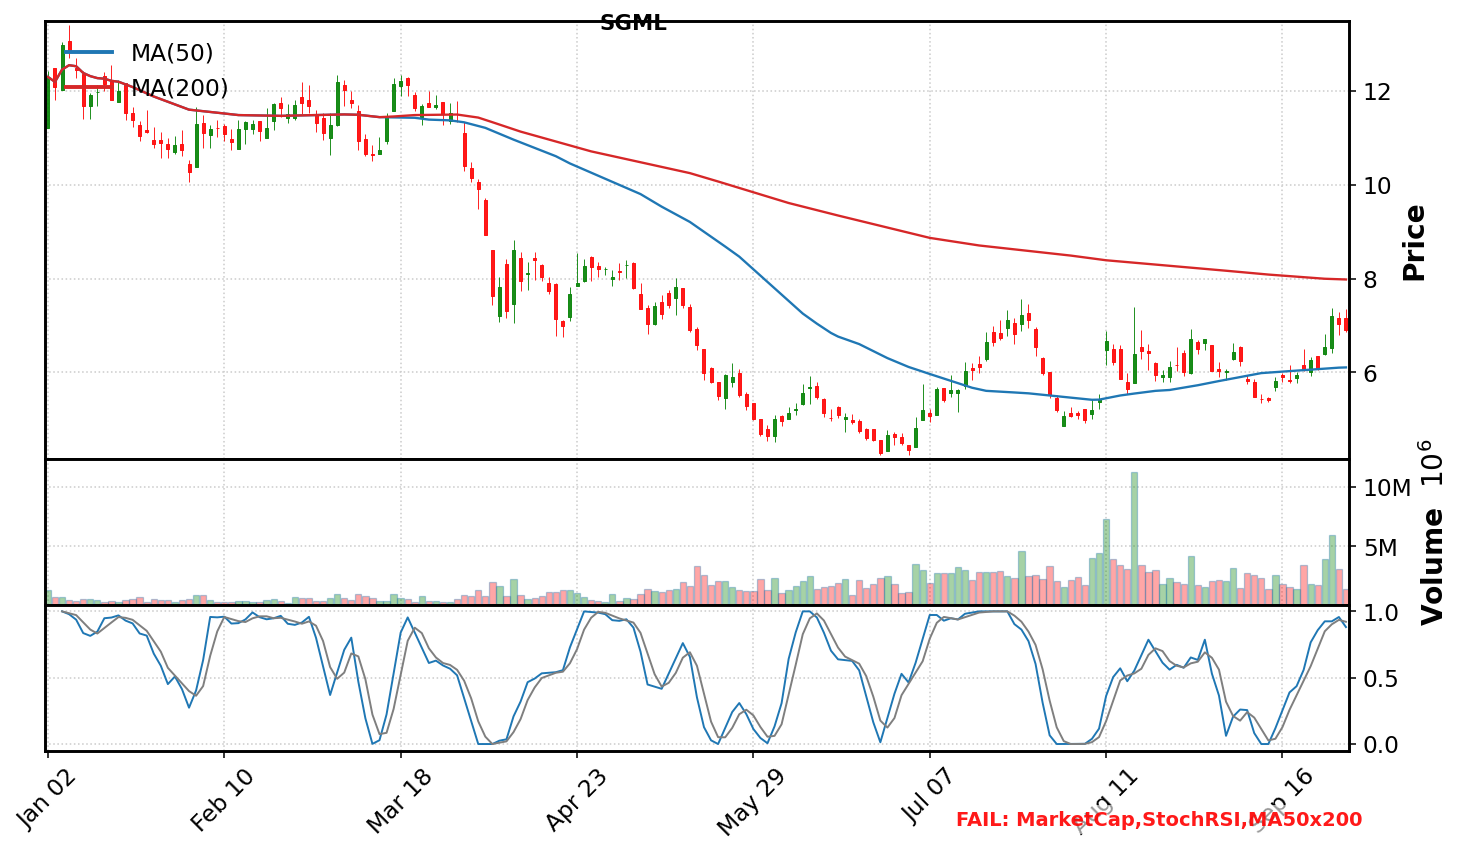 SGML
MA(50)
MA(200)
12
10
8
6
Price
10M
5M
Volume 10^6
1.0
0.5
0.0
Jan 02
Feb 10
Mar 18
Apr 23
May 29
Jul 07
Aug 11
Sep 16
FAIL: MarketCap,StochRSI,MA50x200